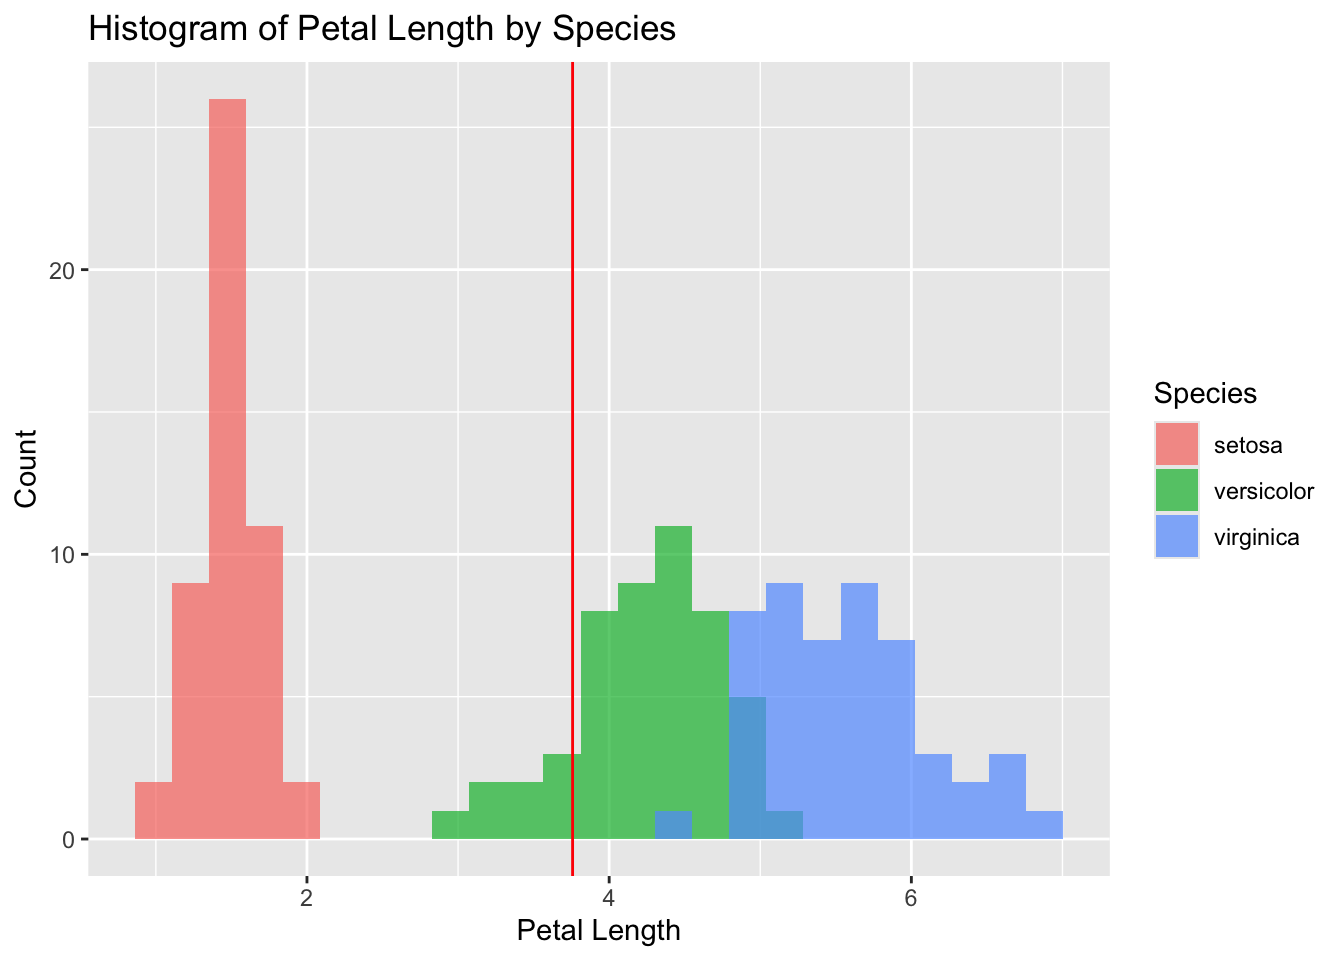 Histogram of Petal Length by Species
20
10
0
Count
2 4 6
Petal Length
Species
setosa
versicolor
virginica